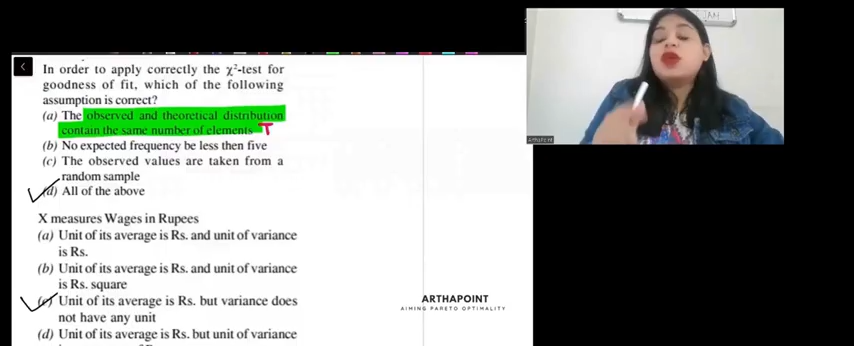 In order to apply correctly the χ²-test for
goodness of fit, which of the following
assumption is correct?
(a) The observed and theoretical distribution
contain the same number of elements T
(b) No expected frequency be less then five
(c) The observed values are taken from a
random sample
(d) All of the above
X measures Wages in Rupees
(a) Unit of its average is Rs. and unit of variance
is Rs.
(b) Unit of its average is Rs. and unit of variance
is Rs. square
(c) Unit of its average is Rs. but variance does
not have any unit
(d) Unit of its average is Rs. but unit of variance
ARTHAPOINT
AIMING PARETO OPTIMALITY
ArthaPoint